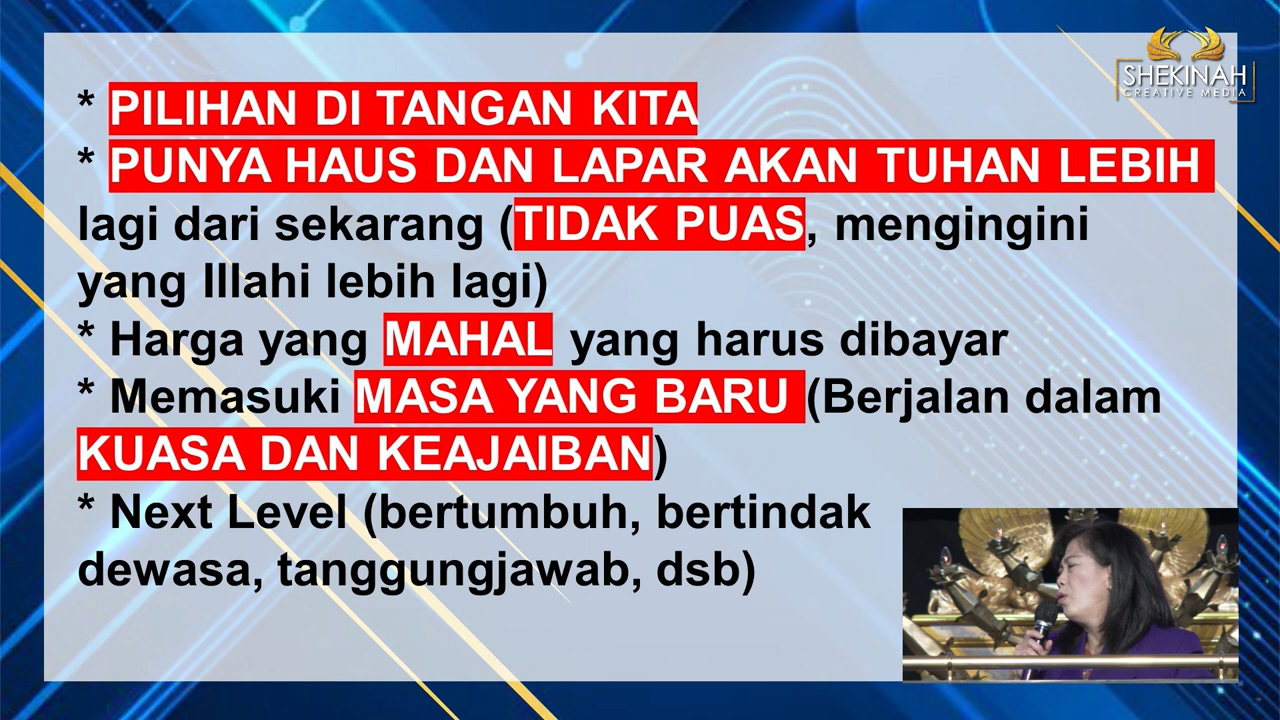 SHEKINAH
CREATIVE MEDIA
* PILIHAN DI TANGAN KITA
* PUNYA HAUS DAN LAPAR AKAN TUHAN LEBIH
lagi dari sekarang (TIDAK PUAS, mengingini
yang Illahi lebih lagi)
* Harga yang MAHAL yang harus dibayar
* Memasuki MASA YANG BARU (Berjalan dalam
KUASA DAN KEAJAIBAN)
* Next Level (bertumbuh, bertindak
dewasa, tanggungjawab, dsb)